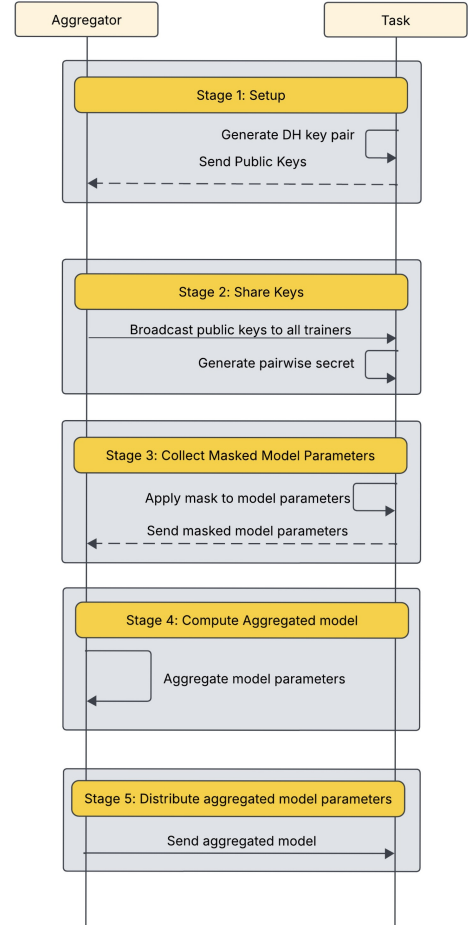 Aggregator
Task
Stage 1: Setup
Generate DH key pair
Send Public Keys
Stage 2: Share Keys
Broadcast public keys to all trainers
Generate pairwise secret
Stage 3: Collect Masked Model Parameters
Apply mask to model parameters
Send masked model parameters
Stage 4: Compute Aggregated model
Aggregate model parameters
Stage 5: Distribute aggregated model parameters
Send aggregated model